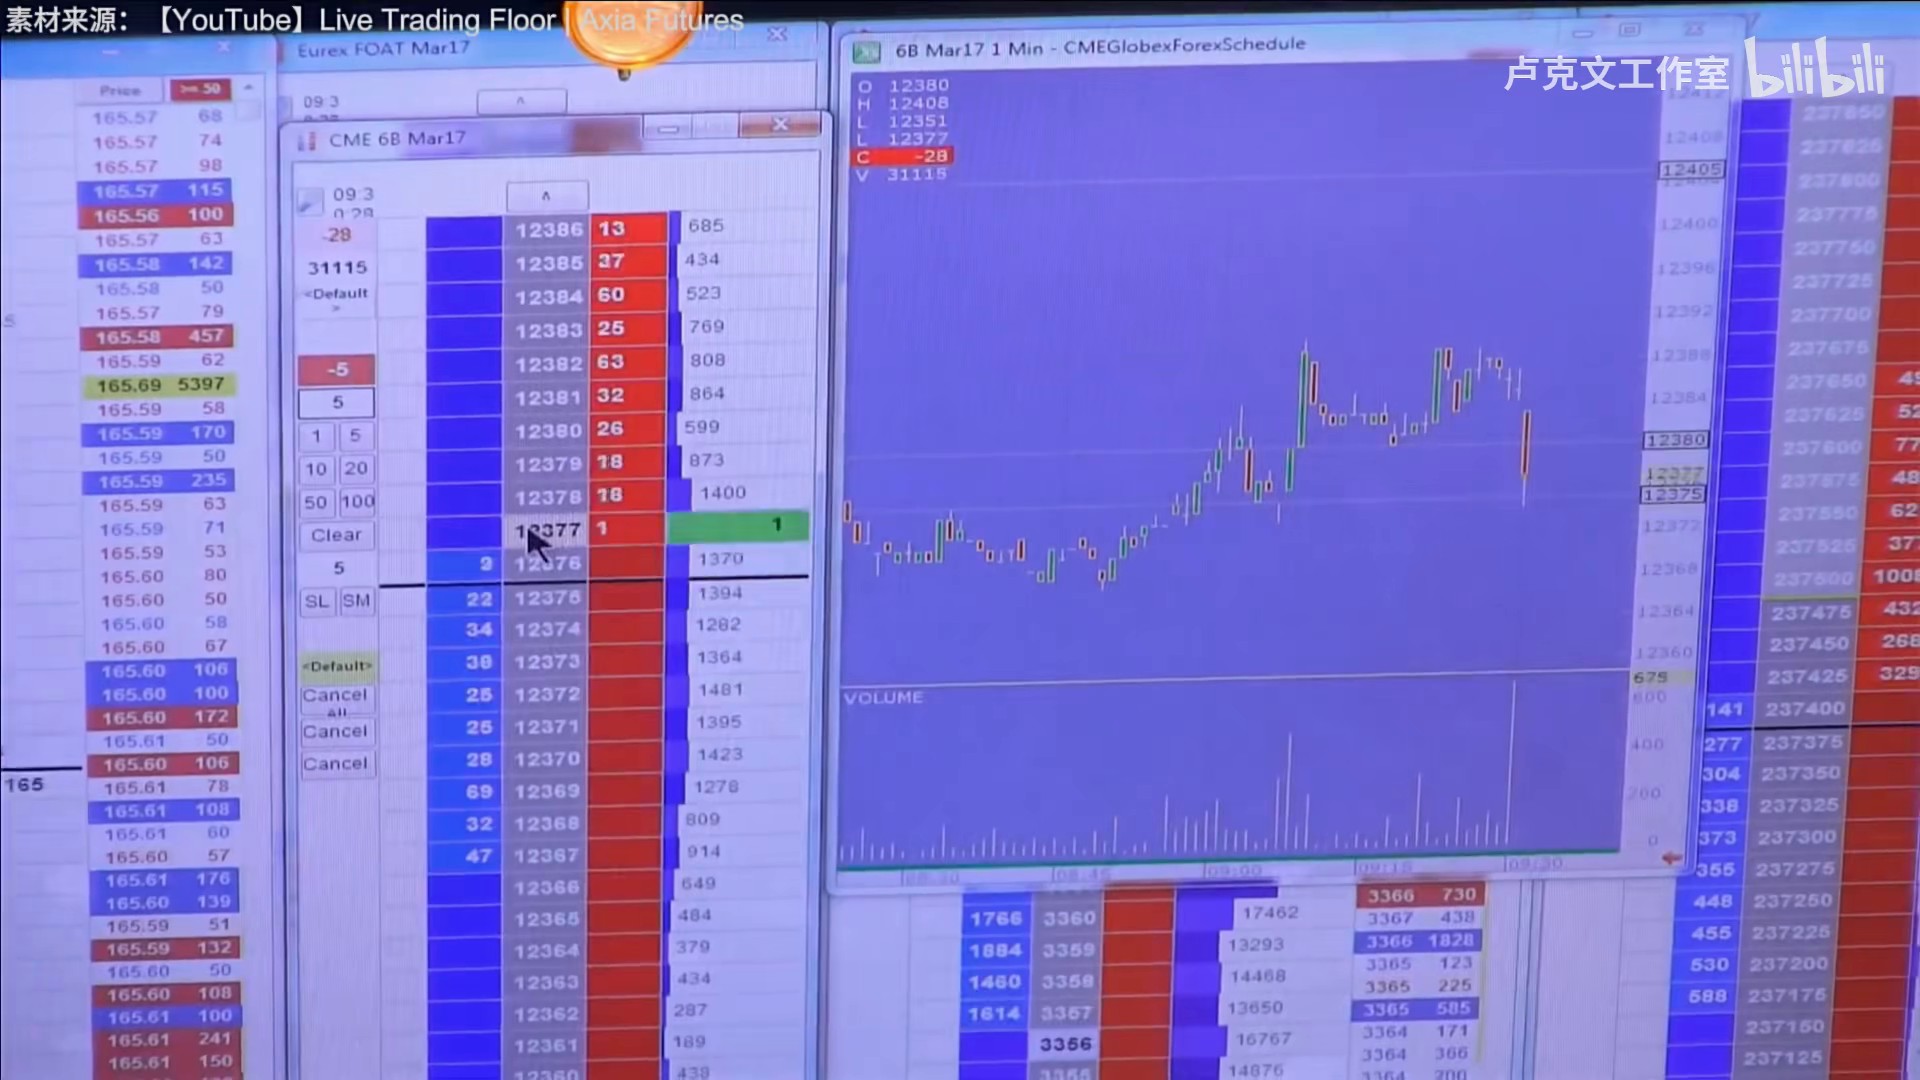 素材来源：【YouTube】Live Trading Floor | Axia Futures
卢克文工作室 bilibili
Eurex FOAT Mar17
09:3
Price >= 50
165.57 68
165.57 74
165.57 98
165.57 115
165.56 100
165.57 63
165.58 142
165.58 50
165.57 79
165.58 457
165.59 62
165.69 5397
165.59 58
165.59 170
165.59 50
165.59 235
165.59 63
165.59 71
165.59 53
165.60 80
165.60 50
165.60 58
165.60 67
165.60 106
165.60 100
165.60 172
165.61 50
165.60 106
165.61 78
165.61 108
165.61 60
165.60 57
165.61 176
165.60 139
165.59 51
165.59 132
165.60 50
165.60 108
165.61 100
165.61 241
165.61 150
165
CME 6B Mar17
09:3
0:28
-28
31115
<Default
>
-5
5
1 5
10 20
50 100
Clear
5
SL SM
<Default>
Cancel
All
Cancel
Cancel
12386 13 685
12385 37 434
12384 60 523
12383 25 769
12382 63 808
12381 32 864
12380 26 599
12379 18 873
12378 18 1400
12377 1 1
3 12376 1370
22 12375 1394
34 12374 1282
38 12373 1364
25 12372 1481
25 12371 1395
28 12370 1423
69 12369 1278
32 12368 809
47 12367 914
12366 649
12365 484
12364 379
12363 434
12362 287
12361 189
12360 438
6B Mar17 1 Min - CMEGlobexForexSchedule
O 12380
H 12408
L 12351
L 12377
C -28
V 31115
12408
12405
12400
12396
12392
12388
12384
12380
12377
12375
12368
12364
12360
675
600
400
200
0
VOLUME
08:30 08:45 09:00 09:15 09:30
1766 3360 17462
1884 3359 13293
1460 3358 14468
1614 3357 13650
3356 16767
3355 14876
3366 730
3367 438
3366 1828
3365 123
3365 225
3365 585
3364 171
3364 366
3364 200
237850
237825
237800
237775
237750
237725
237700
237675
237650
237625
237600
237575
237550
237525
237500 1008
237475 432
237450 268
237425 329
141 237400
277 237375
304 237350
338 237325
373 237300
355 237275
448 237250
455 237225
530 237200
588 237175
237150
237125